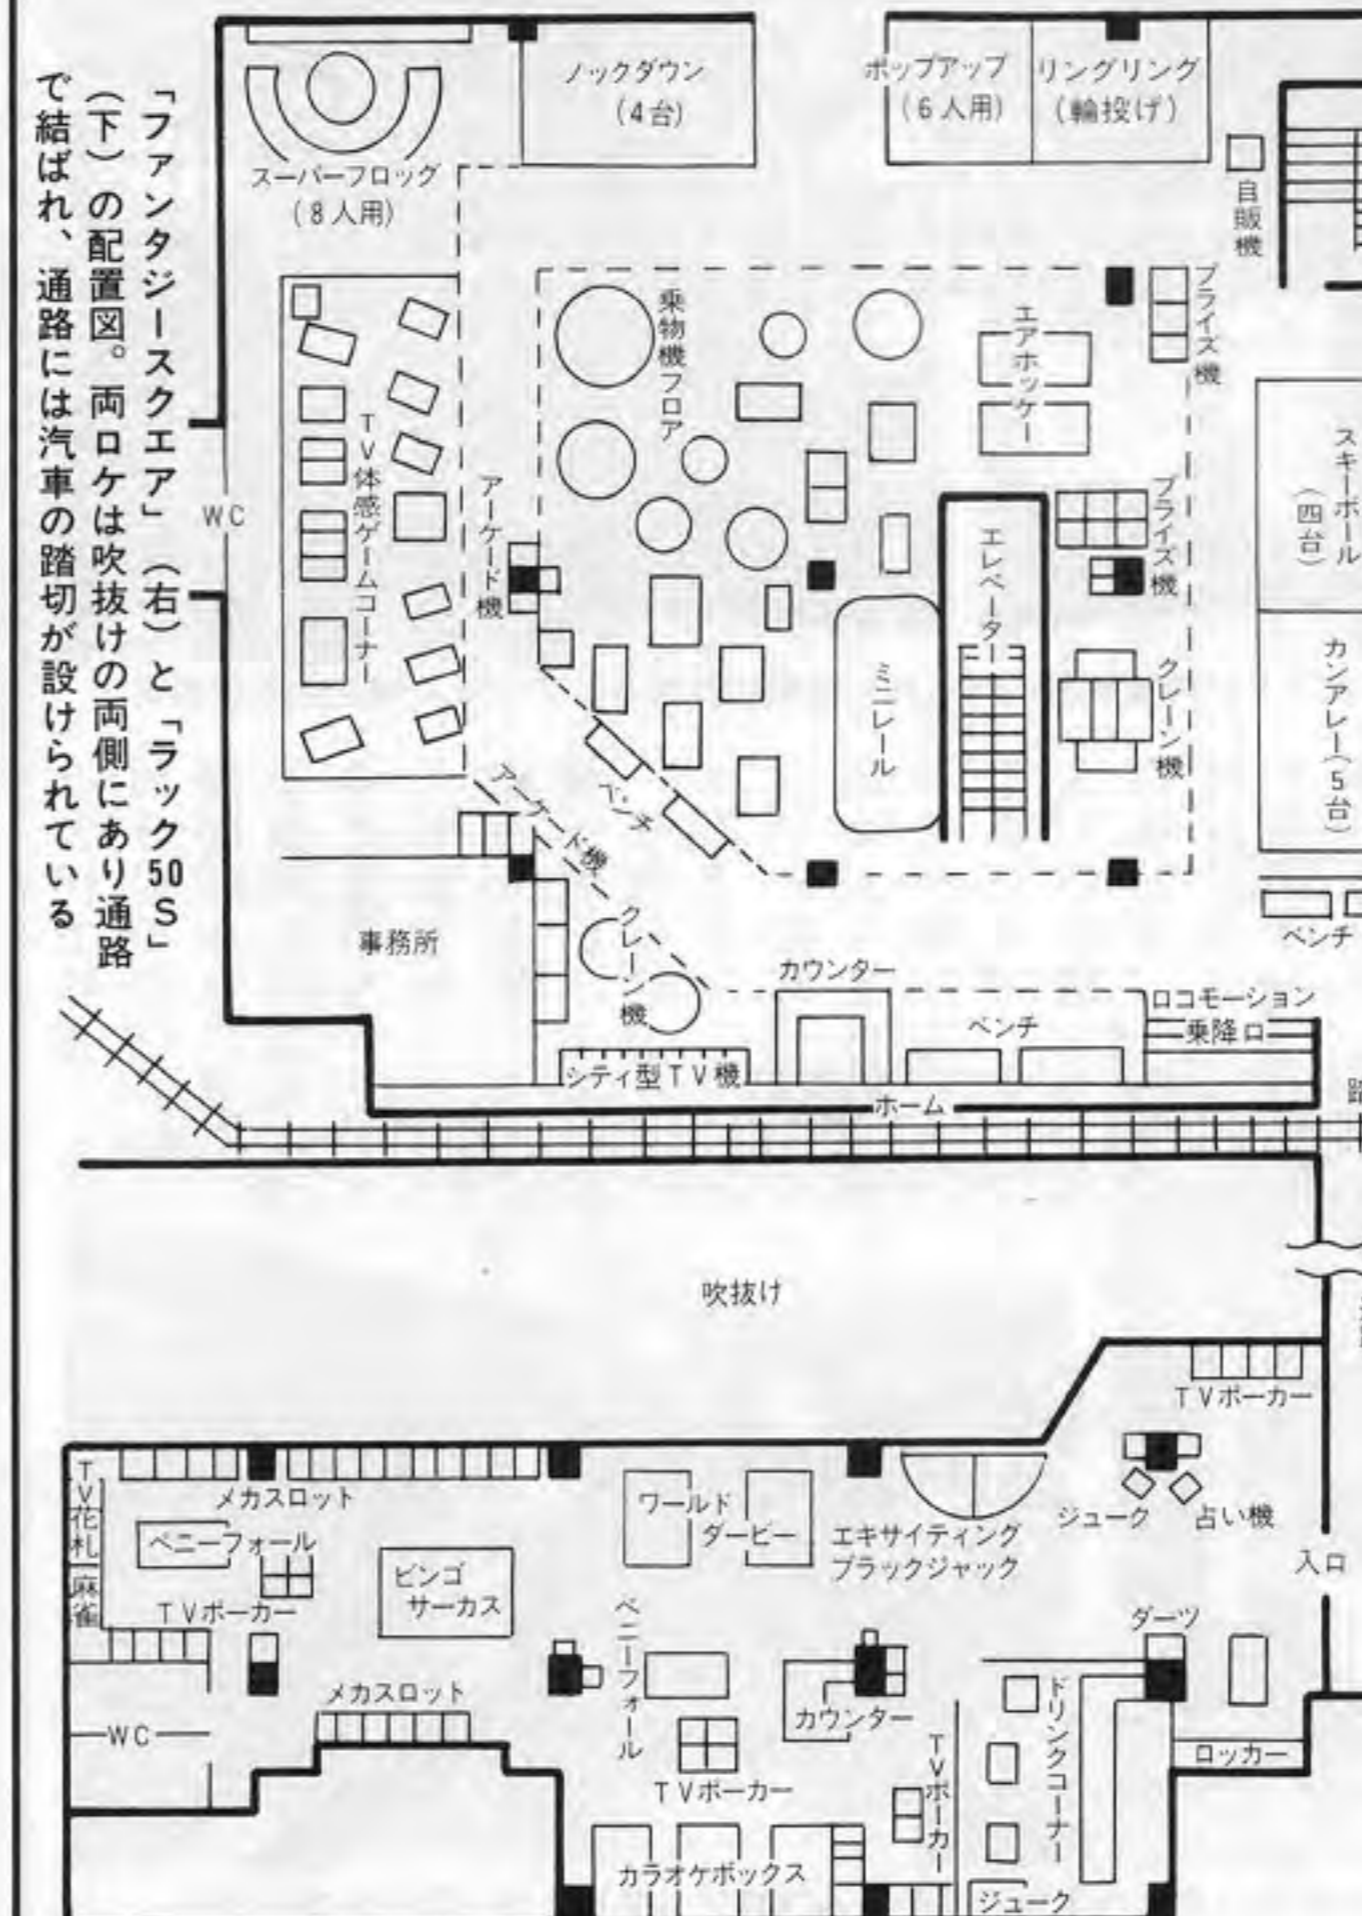 「ファンタジースクエア」（右）と「ラック50S」
（下）の配置図。両ロケは吹抜けの両側にあり通路
で結ばれ、通路には汽車の踏切が設けられている
ノックダウン
（4台）
ポップアップ
（6人用）
リングリング
（輪投げ）
スーパーフロッグ
（8人用）
自販機
プライズ機
乗物機フロア
エアホッケー
TV体感ゲームコーナー
スキーボール
（四台）
WC
アーケード機
プライズ機
エレベーター
ミニレール
クレーン機
カンアレー（5台）
ベンチ
アーケード機
事務所
クレーン機
カウンター
ベンチ
ベンチ
ロコモーション
乗降口
シティ型TV機
ホーム
踏
吹抜け
TVポーカー
TV花札
麻雀
メカスロット
ペニーフォール
TVポーカー
ビンゴ
サーカス
ワールド
ダービー
エキサイティング
ブラックジャック
ジューク
占い機
入口
ダーツ
ペニーフォール
メカスロット
WC
カウンター
TVポーカー
TVポーカー
ドリンクコーナー
ロッカー
カラオケボックス
ジューク